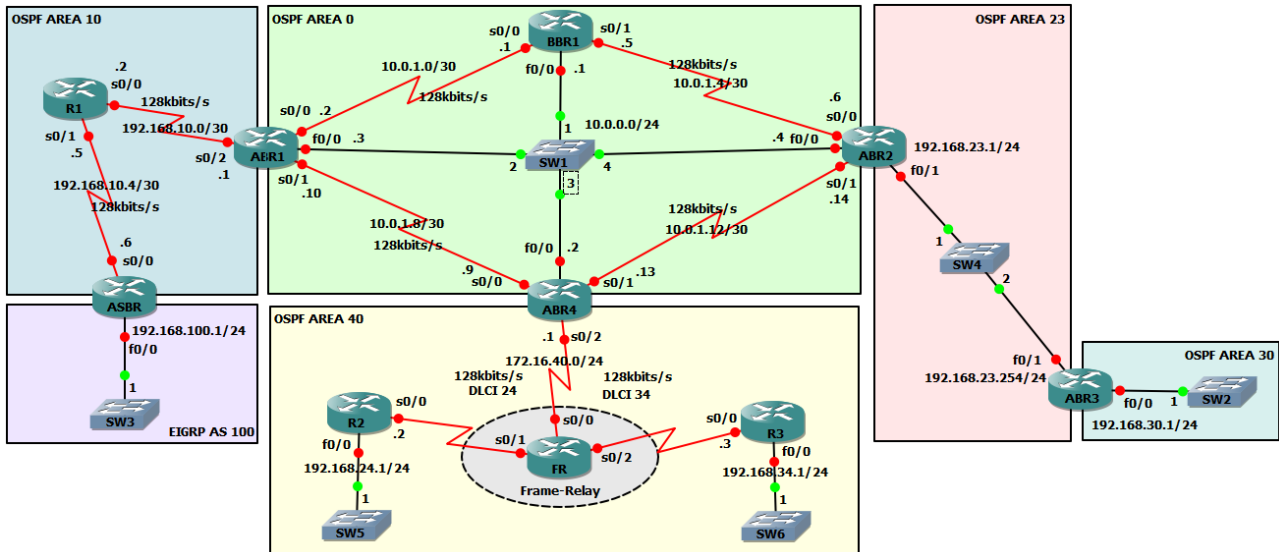 OSPF AREA 10
OSPF AREA 0
OSPF AREA 23
s0/0
.1
BBR1
s0/1
.5
f0/0
.1
10.0.1.0/30
128kbits/s
128kbits/s
10.0.1.4/30
.2
s0/0
R1
128kbits/s
s0/1
.5
192.168.10.0/30
s0/0
.2
f0/0
.3
ABR1
s0/2
.1
s0/1
.10
1
10.0.0.0/24
2
SW1
4
3
.6
s0/0
.4
f0/0
ABR2
192.168.23.1/24
s0/1
.14
f0/1
192.168.10.4/30
128kbits/s
10.0.1.8/30
128kbits/s
128kbits/s
10.0.1.12/30
1
SW4
2
.6
s0/0
ASBR
f0/0
.2
.9
s0/0
.13
s0/1
ABR4
192.168.100.1/24
f0/0
1
SW3
EIGRP AS 100
OSPF AREA 40
.1
s0/2
172.16.40.0/24
128kbits/s
DLCI 24
128kbits/s
DLCI 34
f0/1
192.168.23.254/24
ABR3
OSPF AREA 30
f0/0
1
SW2
192.168.30.1/24
R2
s0/0
.2
f0/0
192.168.24.1/24
1
SW5
s0/0
s0/1
FR
s0/2
Frame-Relay
s0/0
R3
.3
f0/0
192.168.34.1/24
1
SW6